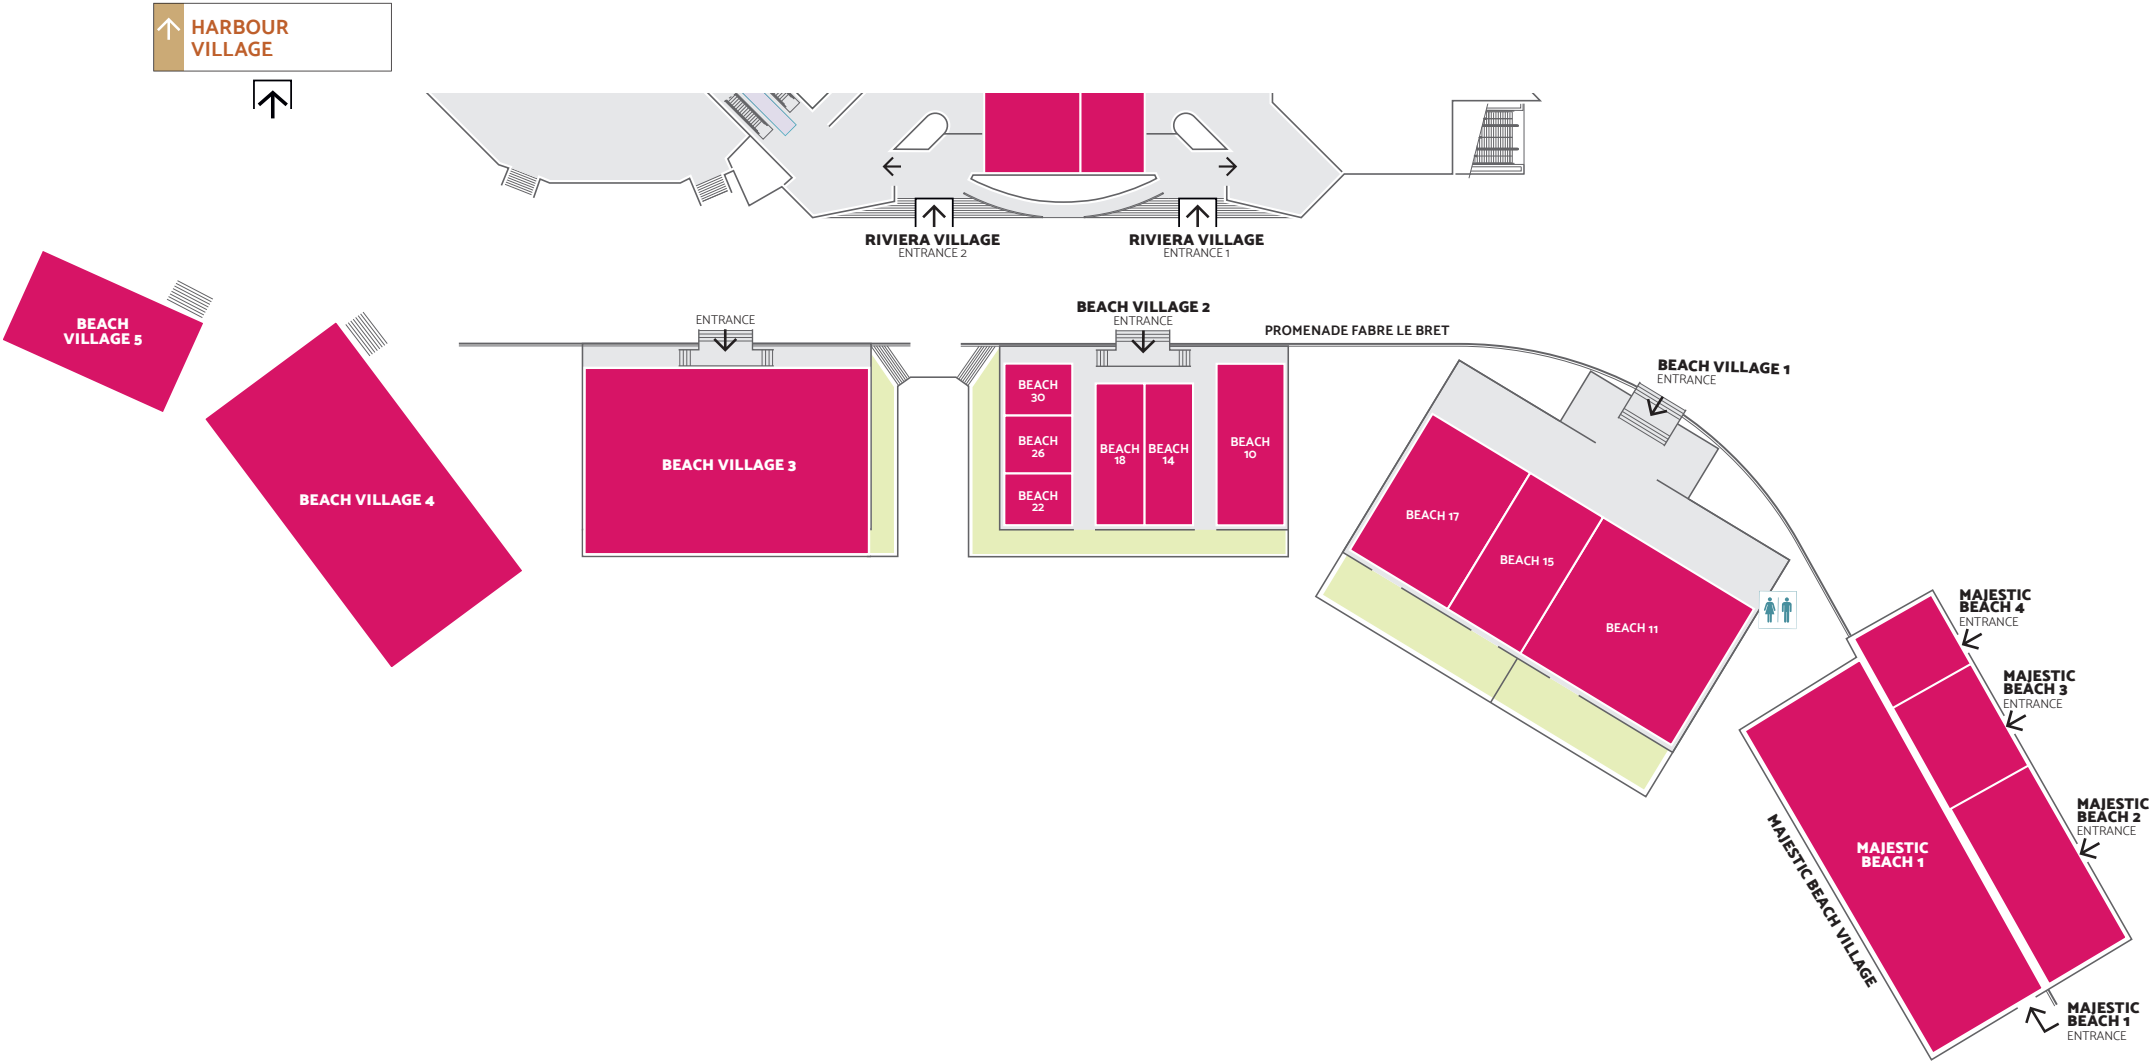 HARBOUR
VILLAGE
RIVIERA VILLAGE
ENTRANCE 2
RIVIERA VILLAGE
ENTRANCE 1
BEACH
VILLAGE 5
BEACH VILLAGE 4
ENTRANCE
BEACH VILLAGE 3
BEACH VILLAGE 2
ENTRANCE
BEACH
30
BEACH
26
BEACH
22
BEACH
18
BEACH
14
BEACH
10
PROMENADE FABRE LE BRET
BEACH VILLAGE 1
ENTRANCE
BEACH 17
BEACH 15
BEACH 11
MAJESTIC
BEACH 4
ENTRANCE
MAJESTIC
BEACH 3
ENTRANCE
MAJESTIC
BEACH 2
ENTRANCE
MAJESTIC
BEACH 1
MAJESTIC BEACH VILLAGE
MAJESTIC
BEACH 1
ENTRANCE